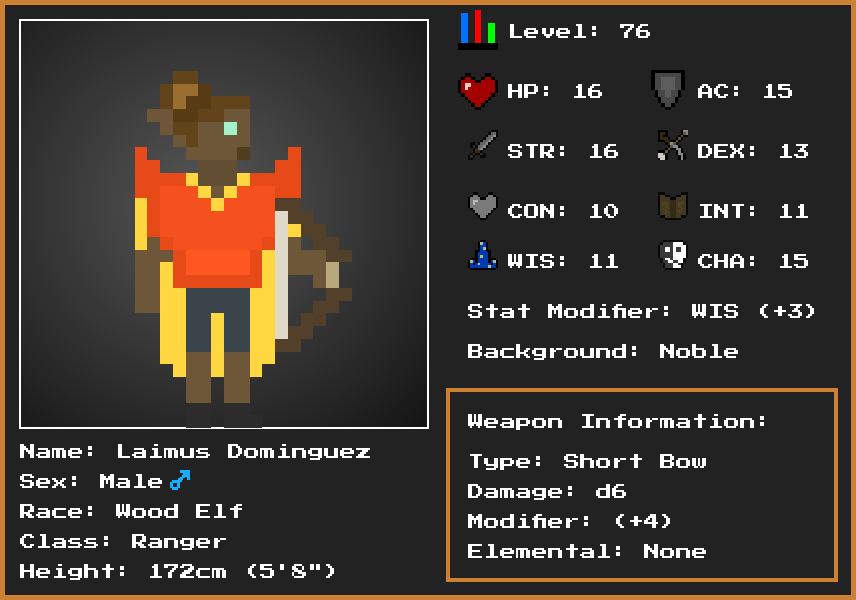 Level: 76
HP: 16 AC: 15
STR: 16 DEX: 13
CON: 10 INT: 11
WIS: 11 CHA: 15
Stat Modifier: WIS (+3)
Background: Noble
Weapon Information:
Type: Short Bow
Damage: d6
Modifier: (+4)
Elemental: None
Name: Laimus Dominguez
Sex: Male ♂
Race: Wood Elf
Class: Ranger
Height: 172cm (5'8")